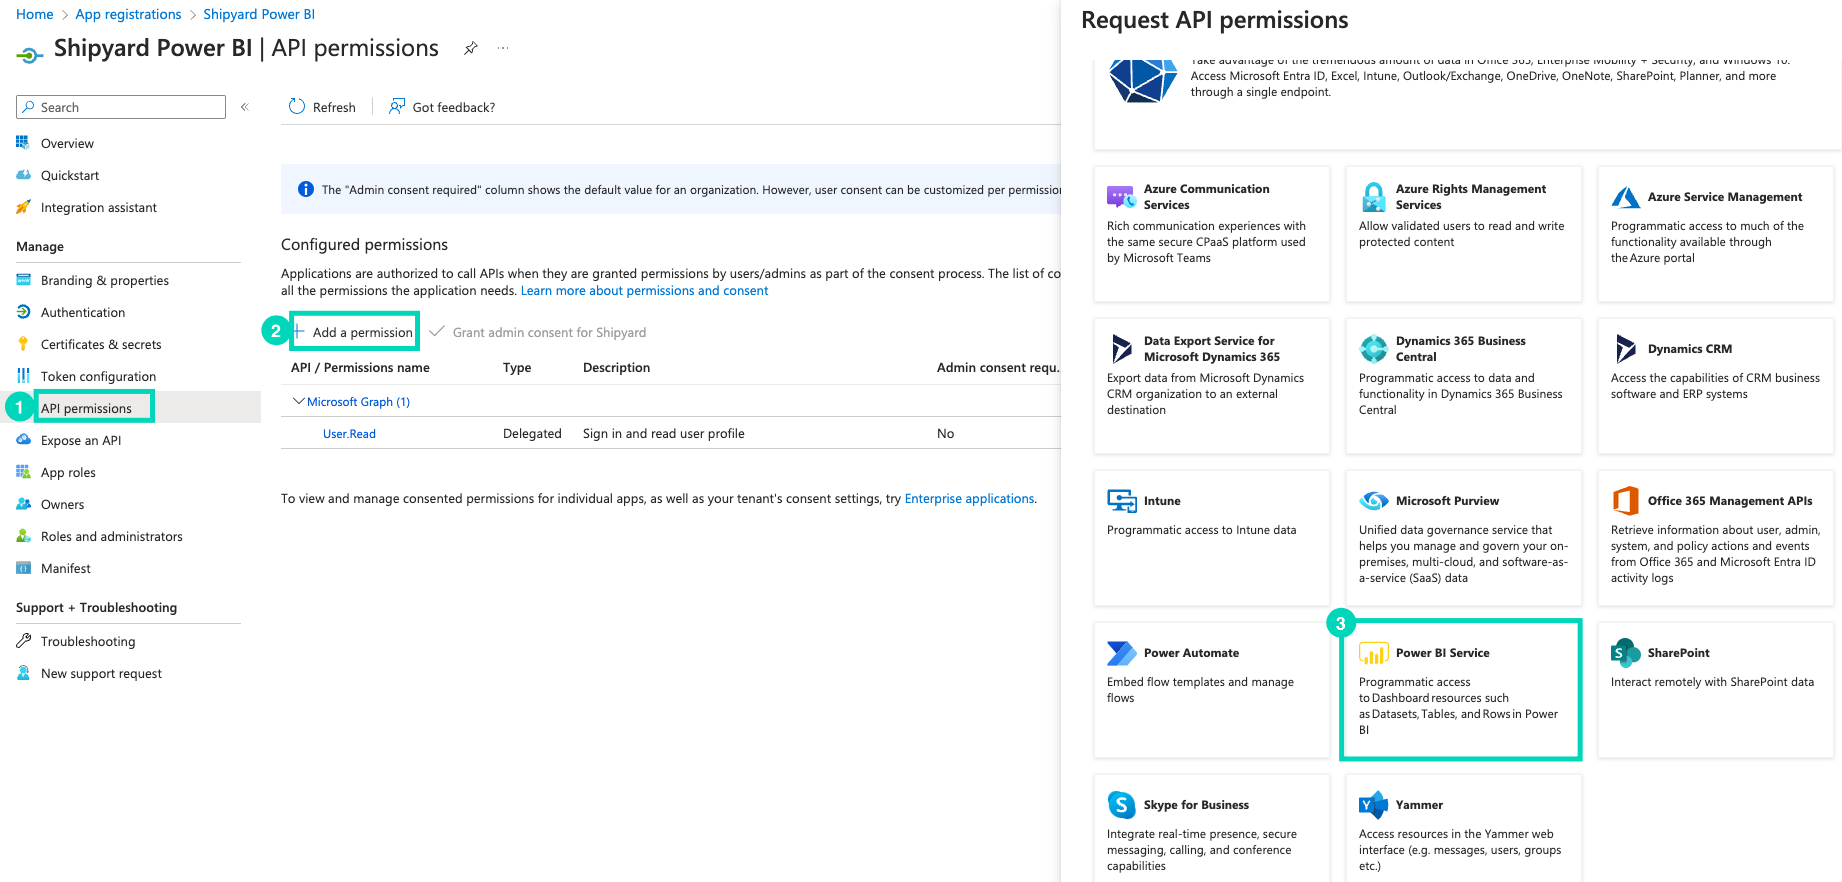 Home > App registrations > Shipyard Power BI
Shipyard Power BI | API permissions
...
Search
«
Overview
Quickstart
Integration assistant
Manage
Branding & properties
Authentication
Certificates & secrets
Token configuration
1
API permissions
Expose an API
App roles
Owners
Roles and administrators
Manifest
Support + Troubleshooting
Troubleshooting
New support request
Refresh
Got feedback?
The "Admin consent required" column shows the default value for an organization. However, user consent can be customized per permission
Configured permissions
Applications are authorized to call APIs when they are granted permissions by users/admins as part of the consent process. The list of co
all the permissions the application needs. Learn more about permissions and consent
2
+ Add a permission
Grant admin consent for Shipyard
API / Permissions name Type Description Admin consent requ.
Microsoft Graph (1)
User.Read Delegated Sign in and read user profile No
To view and manage consented permissions for individual apps, as well as your tenant's consent settings, try Enterprise applications.
Request API permissions
Take advantage of the tremendous amount of data in Office 365, Enterprise Mobility + Security, and Windows 10.
Access Microsoft Entra ID, Excel, Intune, Outlook/Exchange, OneDrive, OneNote, SharePoint, Planner, and more
through a single endpoint.
Azure Communication
Services
Rich communication experiences with
the same secure CPaaS platform used
by Microsoft Teams
Azure Rights Management
Services
Allow validated users to read and write
protected content
Azure Service Management
Programmatic access to much of the
functionality available through
the Azure portal
Data Export Service for
Microsoft Dynamics 365
Export data from Microsoft Dynamics
CRM organization to an external
destination
Dynamics 365 Business
Central
Programmatic access to data and
functionality in Dynamics 365 Business
Central
Dynamics CRM
Access the capabilities of CRM business
software and ERP systems
Intune
Programmatic access to Intune data
Microsoft Purview
Unified data governance service that
helps you manage and govern your on-
premises, multi-cloud, and software-as-
a-service (SaaS) data
Office 365 Management APIs
Retrieve information about user, admin,
system, and policy actions and events
from Office 365 and Microsoft Entra ID
activity logs
Power Automate
Embed flow templates and manage
flows
3
Power BI Service
Programmatic access
to Dashboard resources such
as Datasets, Tables, and Rows in Power
BI
S
SharePoint
Interact remotely with SharePoint data
S
Skype for Business
Integrate real-time presence, secure
messaging, calling, and conference
capabilities
Y
Yammer
Access resources in the Yammer web
interface (e.g. messages, users, groups
etc.)